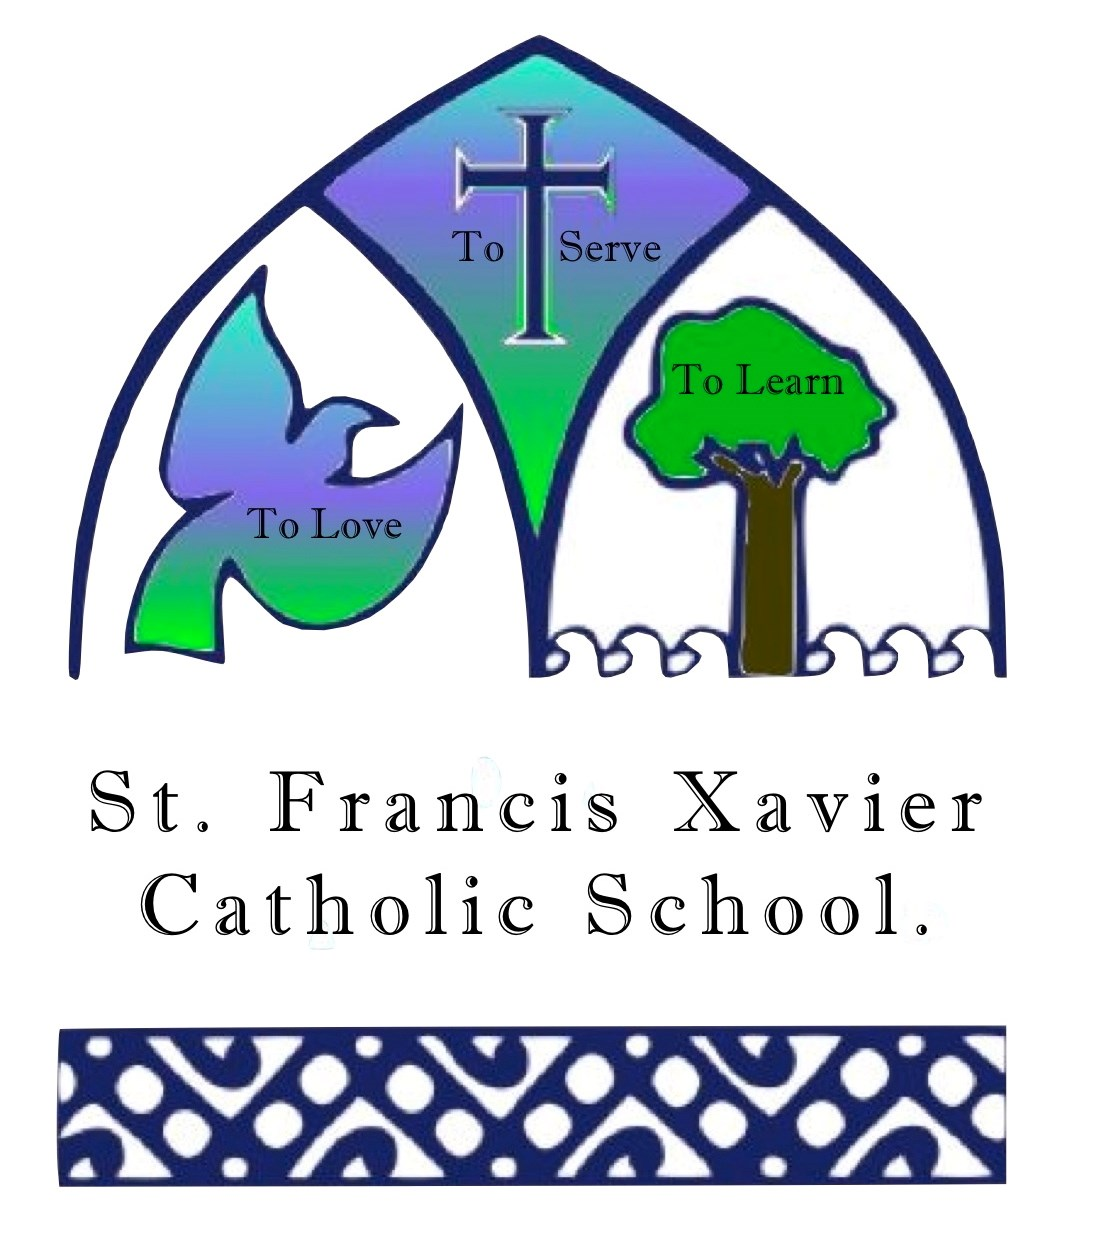 To Serve
To Learn
To Love
St. Francis Xavier
Catholic School.